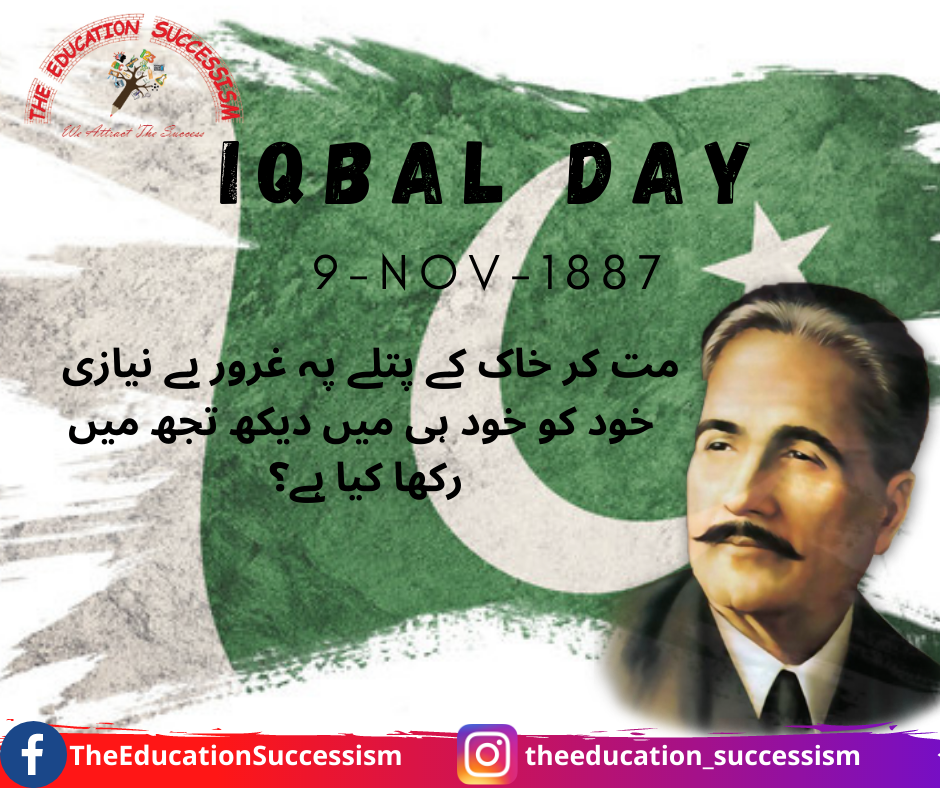 THE EDUCATION SUCCESSISM
We Attract The Success
IQBAL DAY
9-NOV-1887
مت کر خاک کے پتلے پہ غرور بے نیازی
خود کو خود ہی میں دیکھ تجھ میں
رکھا کیا ہے؟
TheEducationSuccessism
theeducation_successism